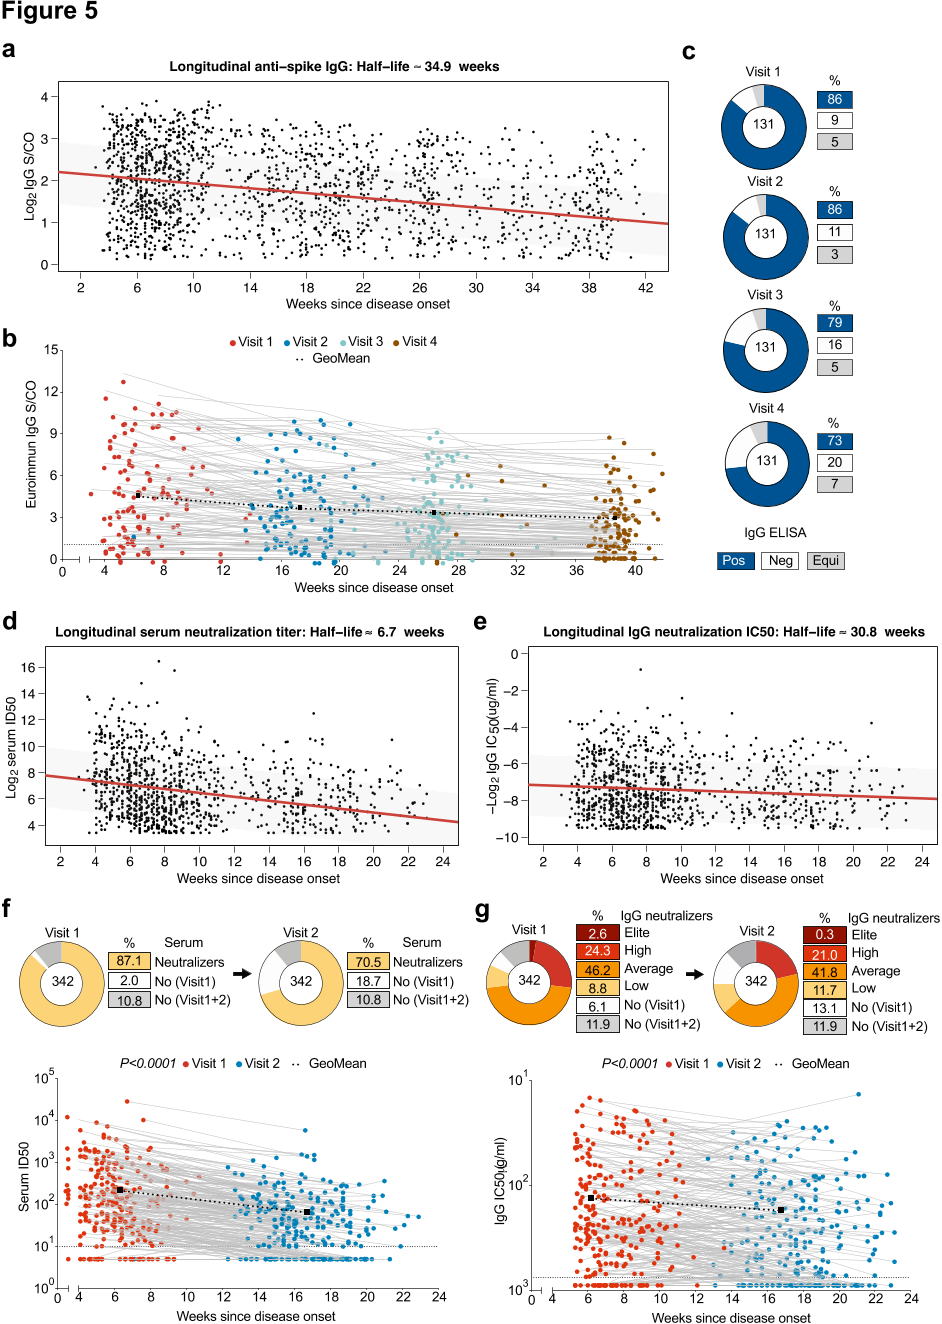 Figure 5
a
Longitudinal anti-spike IgG: Half-life ≈ 34.9 weeks
Log2 IgG S/CO
4
3
2
1
0
2 6 10 14 18 22 26 30 34 38 42
Weeks since disease onset
b
Visit 1 Visit 2 Visit 3 Visit 4
GeoMean
Euroimmun IgG S/CO
15
12
9
6
3
0
0 4 8 12 16 20 24 28 32 36 40
Weeks since disease onset
c
Visit 1
131
%
86
9
5
Visit 2
131
%
86
11
3
Visit 3
131
%
79
16
5
Visit 4
131
%
73
20
7
IgG ELISA
Pos Neg Equi
d
Longitudinal serum neutralization titer: Half-life ≈ 6.7 weeks
Log2 serum ID50
16
14
12
10
8
6
4
2 4 6 8 10 12 14 16 18 20 22 24
Weeks since disease onset
e
Longitudinal IgG neutralization IC50: Half-life ≈ 30.8 weeks
−Log2 IgG IC50(ug/ml)
0
−2
−4
−6
−8
−10
2 4 6 8 10 12 14 16 18 20 22 24
Weeks since disease onset
f
Visit 1
342
% Serum
87.1 Neutralizers
2.0 No (Visit1)
10.8 No (Visit1+2)
Visit 2
342
% Serum
70.5 Neutralizers
18.7 No (Visit1)
10.8 No (Visit1+2)
P<0.0001 Visit 1 Visit 2 GeoMean
Serum ID50
10^5
10^4
10^3
10^2
10^1
10^0
0 4 6 8 10 12 14 16 18 20 22 24
Weeks since disease onset
g
Visit 1
342
% IgG neutralizers
2.6 Elite
24.3 High
46.2 Average
8.8 Low
6.1 No (Visit1)
11.9 No (Visit1+2)
Visit 2
342
% IgG neutralizers
0.3 Elite
21.0 High
41.8 Average
11.7 Low
13.1 No (Visit1)
11.9 No (Visit1+2)
P<0.0001 Visit 1 Visit 2 GeoMean
IgG IC50(g/ml)
10^1
10^2
10^3
0 4 6 8 10 12 14 16 18 20 22 24
Weeks since disease onset